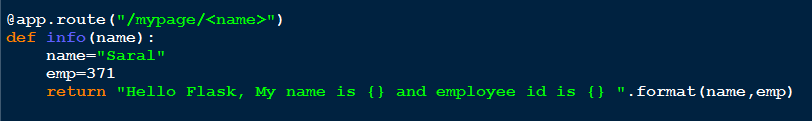 @app.route("/mypage/<name>")
def info(name):
    name="Saral"
    emp=371
    return "Hello Flask, My name is {} and employee id is {} ".format(name,emp)